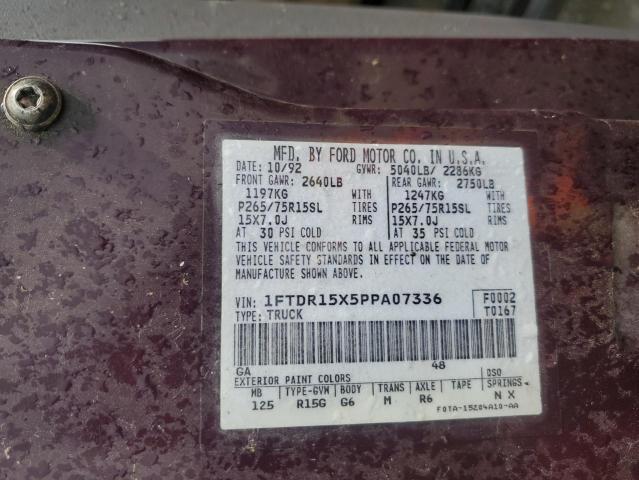 MFD. BY FORD MOTOR CO. IN U.S.A.
DATE: 10/92 GVWR: 5040LB/ 2286KG
FRONT GAWR: 2640LB REAR GAWR: 2750LB
1197KG WITH 1247KG WITH
P265/75R15SL TIRES P265/75R15SL TIRES
15X7.0J RIMS 15X7.0J RIMS
AT 30 PSI COLD AT 35 PSI COLD
THIS VEHICLE CONFORMS TO ALL APPLICABLE FEDERAL MOTOR
VEHICLE SAFETY STANDARDS IN EFFECT ON THE DATE OF
MANUFACTURE SHOWN ABOVE.
VIN: 1FTDR15X5PPA07336 F0002
TYPE: TRUCK T0167
GA 48
EXTERIOR PAINT COLORS DSO
WB TYPE-GVM BODY TRANS AXLE TAPE SPRINGS
125 R15G G6 M R6 N X
F0TA-15Z04A10-AA